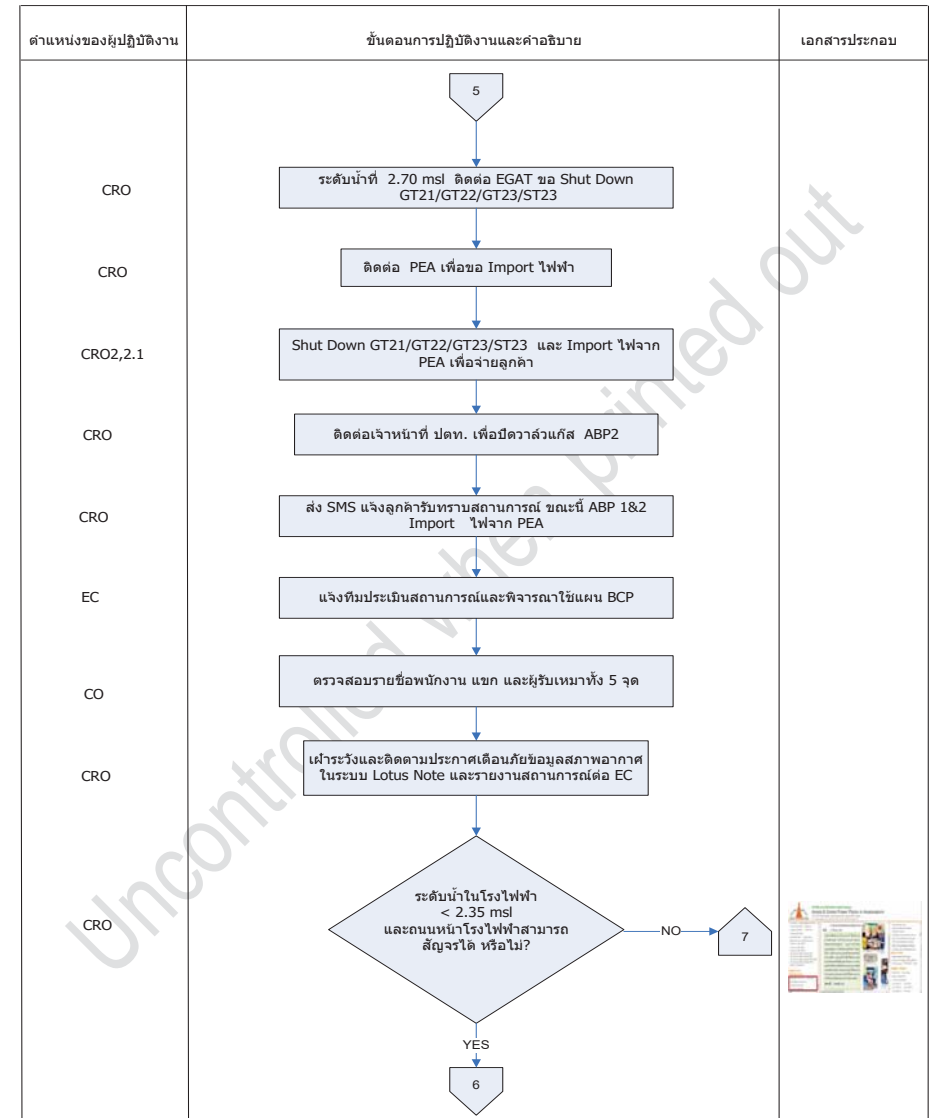 ตำแหน่งของผู้ปฏิบัติงาน
ขั้นตอนการปฏิบัติงานและคำอธิบาย
เอกสารประกอบ
5
CRO
ระดับน้ำที่ 2.70 msl ติดต่อ EGAT ขอ Shut Down
GT21/GT22/GT23/ST23
CRO
ติดต่อ PEA เพื่อขอ Import ไฟฟ้า
CRO2,2.1
Shut Down GT21/GT22/GT23/ST23 และ Import ไฟจาก
PEA เพื่อจ่ายลูกค้า
CRO
ติดต่อเจ้าหน้าที่ ปตท. เพื่อปิดวาล์วแก๊ส ABP2
CRO
ส่ง SMS แจ้งลูกค้ารับทราบสถานการณ์ ขณะนี้ ABP 1&2
Import ไฟจาก PEA
EC
แจ้งทีมประเมินสถานการณ์และพิจารณาใช้แผน BCP
CO
ตรวจสอบรายชื่อพนักงาน แขก และผู้รับเหมาทั้ง 5 จุด
CRO
เฝ้าระวังและติดตามประกาศเตือนภัยข้อมูลสภาพอากาศ
ในระบบ Lotus Note และรายงานสถานการณ์ต่อ EC
CRO
ระดับน้ำในโรงไฟฟ้า
< 2.35 msl
และถนนหน้าโรงไฟฟ้าสามารถ
สัญจรได้ หรือไม่?
NO
7
YES
6
Uncontrolled when printed out